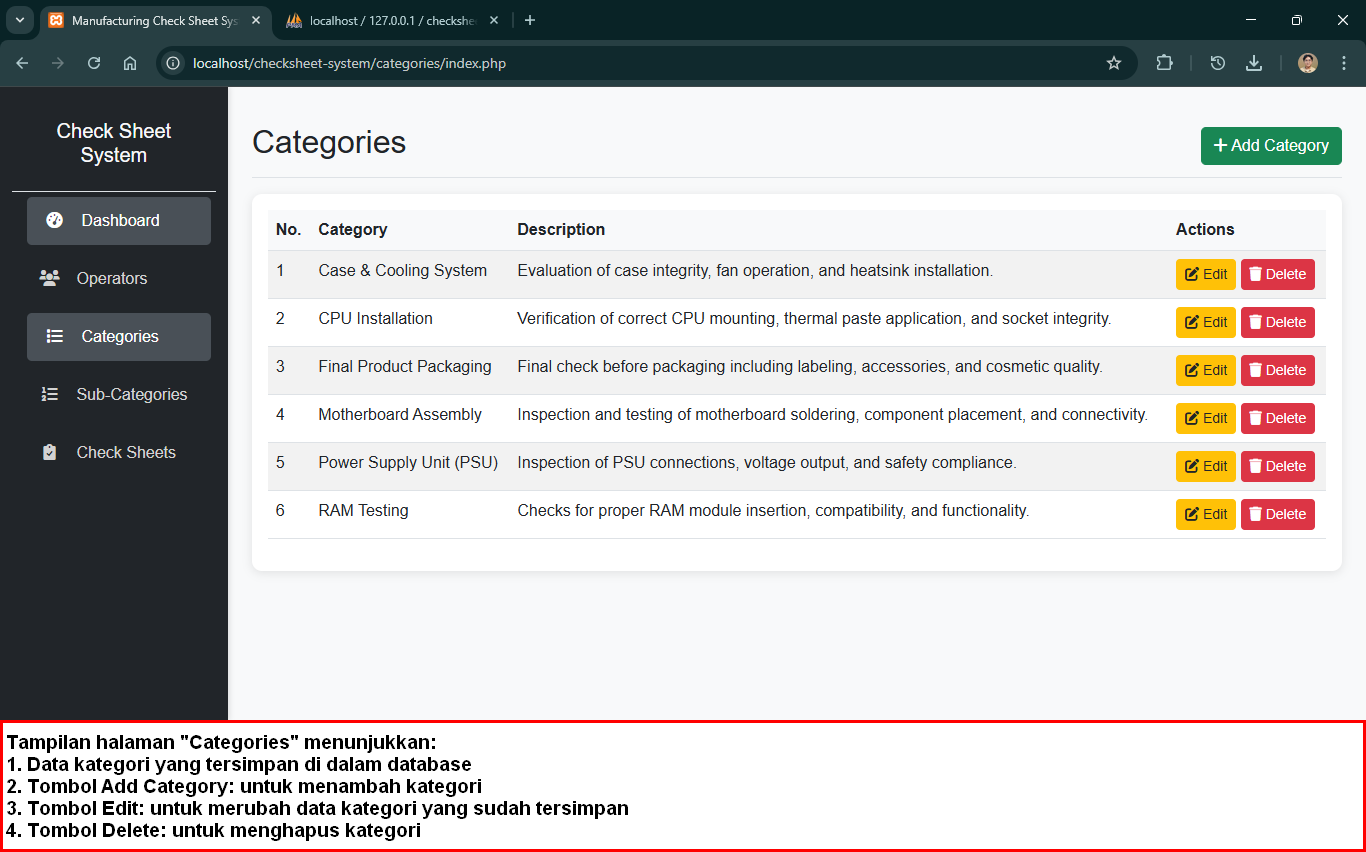 Manufacturing Check Sheet Sys
localhost / 127.0.0.1 / checkshe
localhost/checksheet-system/categories/index.php
Check Sheet
System
Dashboard
Operators
Categories
Sub-Categories
Check Sheets
Categories
Add Category
No. Category Description Actions
1 Case & Cooling System Evaluation of case integrity, fan operation, and heatsink installation. Edit Delete
2 CPU Installation Verification of correct CPU mounting, thermal paste application, and socket integrity. Edit Delete
3 Final Product Packaging Final check before packaging including labeling, accessories, and cosmetic quality. Edit Delete
4 Motherboard Assembly Inspection and testing of motherboard soldering, component placement, and connectivity. Edit Delete
5 Power Supply Unit (PSU) Inspection of PSU connections, voltage output, and safety compliance. Edit Delete
6 RAM Testing Checks for proper RAM module insertion, compatibility, and functionality. Edit Delete
Tampilan halaman "Categories" menunjukkan:
1. Data kategori yang tersimpan di dalam database
2. Tombol Add Category: untuk menambah kategori
3. Tombol Edit: untuk merubah data kategori yang sudah tersimpan
4. Tombol Delete: untuk menghapus kategori